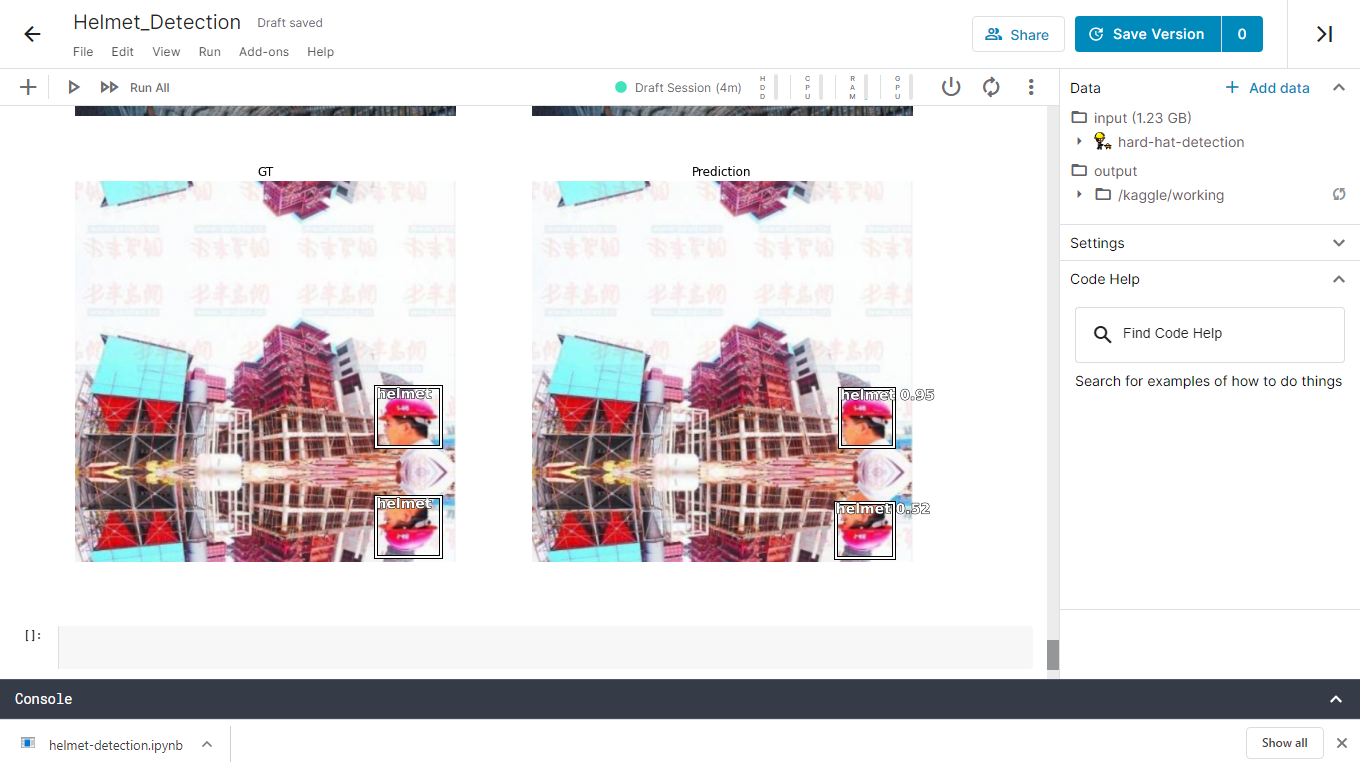 Helmet_Detection Draft saved
File Edit View Run Add-ons Help
Share
Save Version 0
Run All
Draft Session (4m)
HDD
CPU
RAM
GPU
Data
Add data
input (1.23 GB)
hard-hat-detection
output
/kaggle/working
Settings
Code Help
Find Code Help
Search for examples of how to do things
GT
Prediction
helmet
helmet 0.95
helmet
helmet 0.52
[]:
Console
helmet-detection.ipynb
Show all